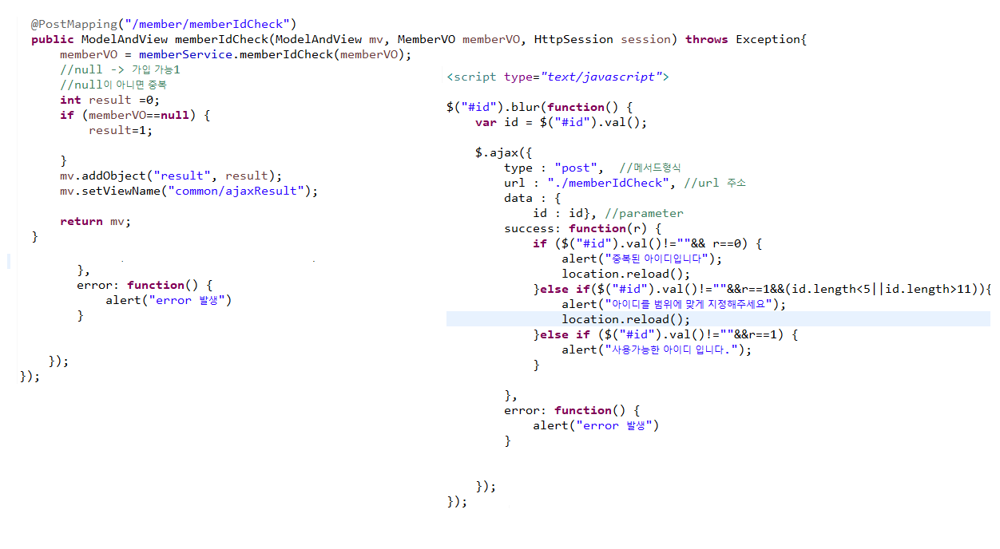 @PostMapping("/member/memberIdCheck")
public ModelAndView memberIdCheck(ModelAndView mv, MemberVO memberVO, HttpSession session) throws Exception{
memberVO = memberService.memberIdCheck(memberVO);
//null -> 가입 가능1
//null이 아니면 중복
int result =0;
if (memberVO==null) {
result=1;
}
mv.addObject("result", result);
mv.setViewName("common/ajaxResult");
return mv;
}
},
error: function() {
alert("error 발생")
}
});
});
<script type="text/javascript">
$("#id").blur(function() {
var id = $("#id").val();
$.ajax({
type : "post", //메서드형식
url : "./memberIdCheck", //url 주소
data : {
id : id}, //parameter
success: function(r) {
if ($("#id").val()!=""&& r==0) {
alert("중복된 아이디입니다");
location.reload();
}else if($("#id").val()!=""&&r==1&&(id.length<5||id.length>11)){
alert("아이디를 범위에 맞게 지정해주세요");
location.reload();
}else if ($("#id").val()!=""&&r==1) {
alert("사용가능한 아이디 입니다.");
}
},
error: function() {
alert("error 발생")
}
});
});